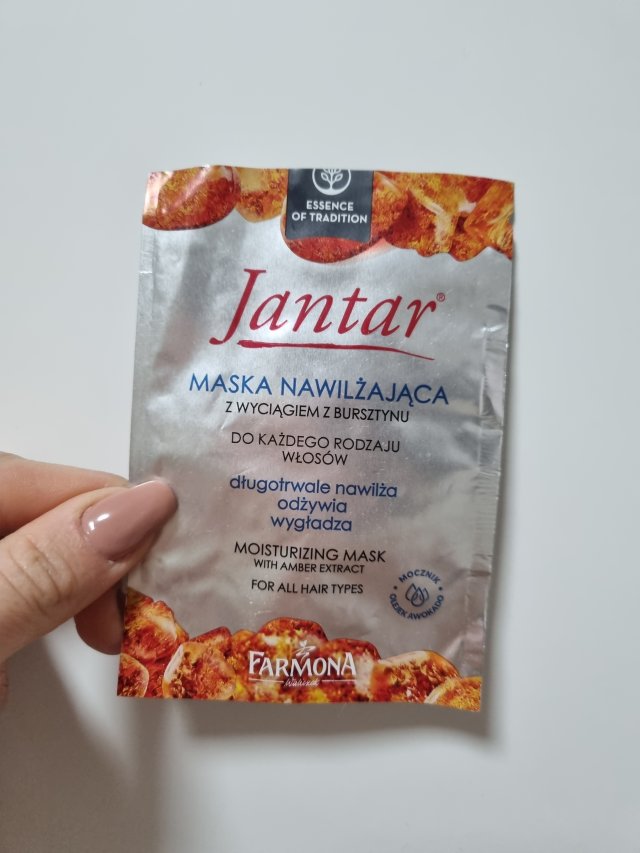 ESSENCE
OF TRADITION
Jantar®
MASKA NAWILŻAJĄCA
Z WYCIĄGIEM Z BURSZTYNU
DO KAŻDEGO RODZAJU
WŁOSÓW
długotrwale nawilża
odżywia
wygładza
MOISTURIZING MASK
WITH AMBER EXTRACT
FOR ALL HAIR TYPES
MOCZNIK
OLEJEK AWOKADO
FARMONA